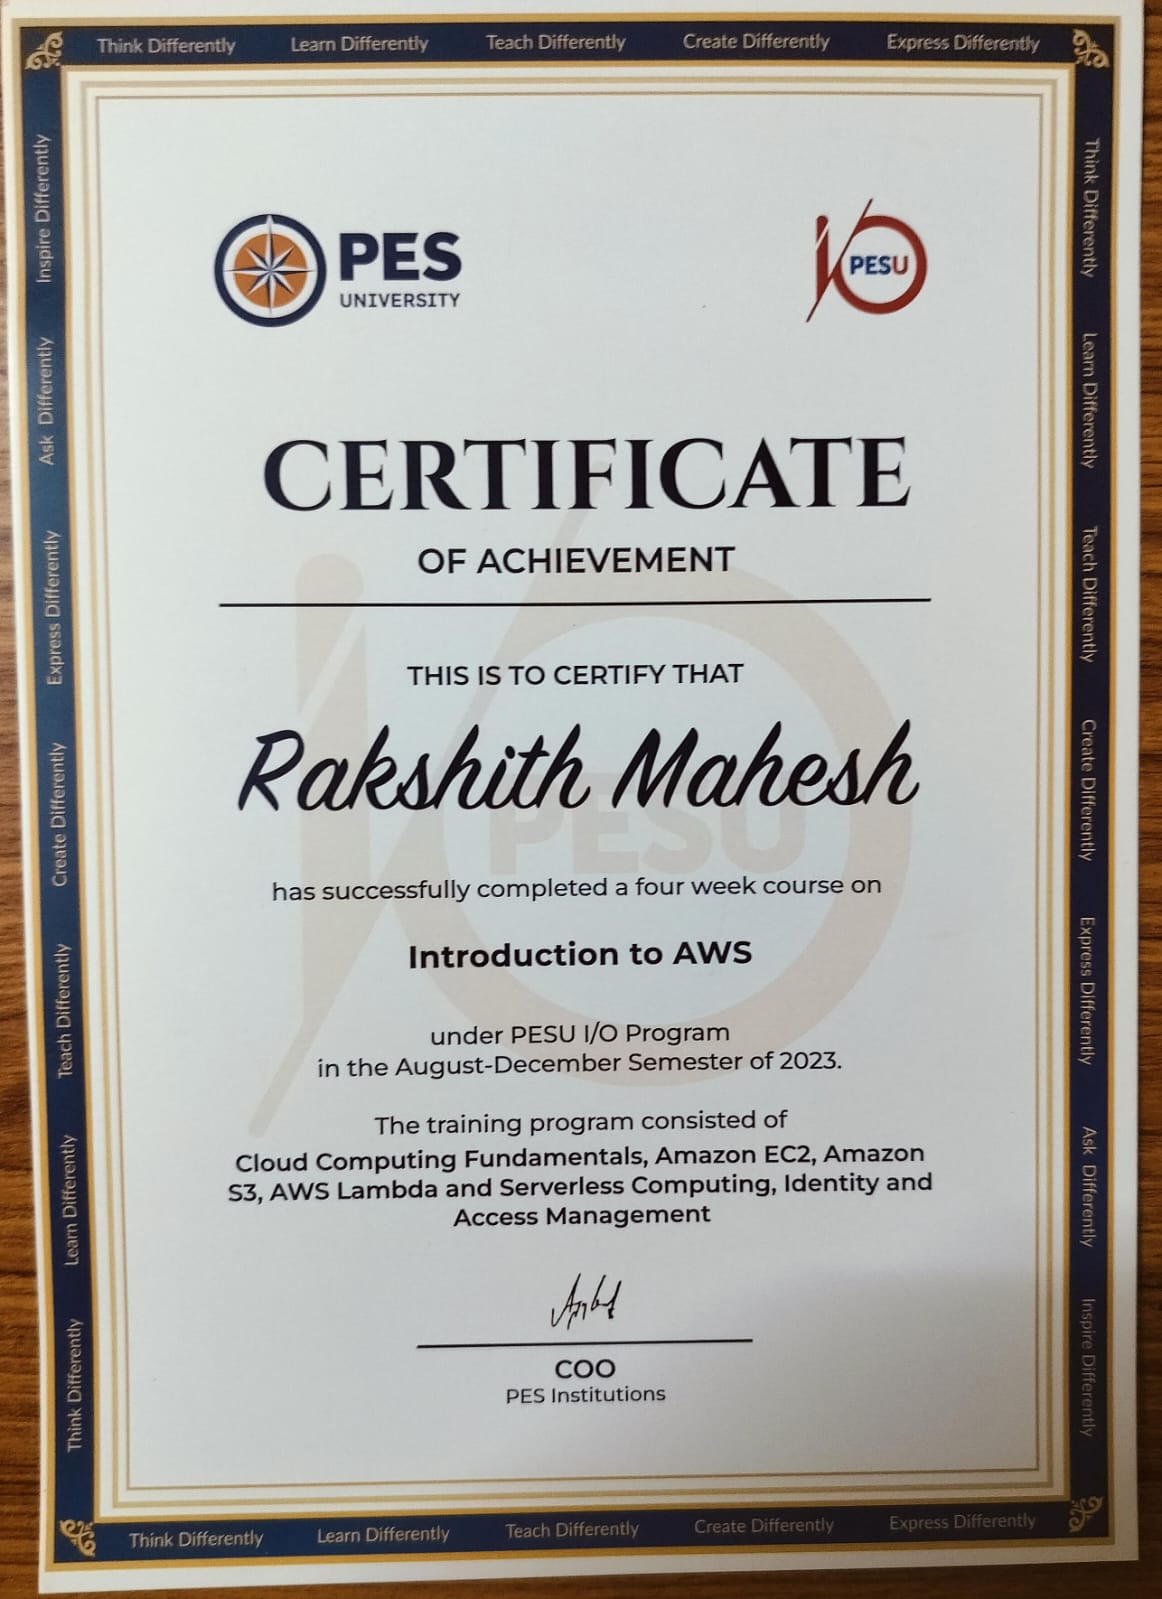 Think Differently Learn Differently Teach Differently Create Differently Express Differently
Inspire Differently
Ask Differently
Express Differently
Create Differently
Teach Differently
Learn Differently
Think Differently
Think Differently
Learn Differently
Teach Differently
Create Differently
Express Differently
Ask Differently
Inspire Differently
PES
UNIVERSITY
I/O
PESU
CERTIFICATE
OF ACHIEVEMENT
THIS IS TO CERTIFY THAT
Rakshith Mahesh
PESU
has successfully completed a four week course on
Introduction to AWS
under PESU I/O Program
in the August-December Semester of 2023.
The training program consisted of
Cloud Computing Fundamentals, Amazon EC2, Amazon
S3, AWS Lambda and Serverless Computing, Identity and
Access Management
COO
PES Institutions
Think Differently Learn Differently Teach Differently Create Differently Express Differently